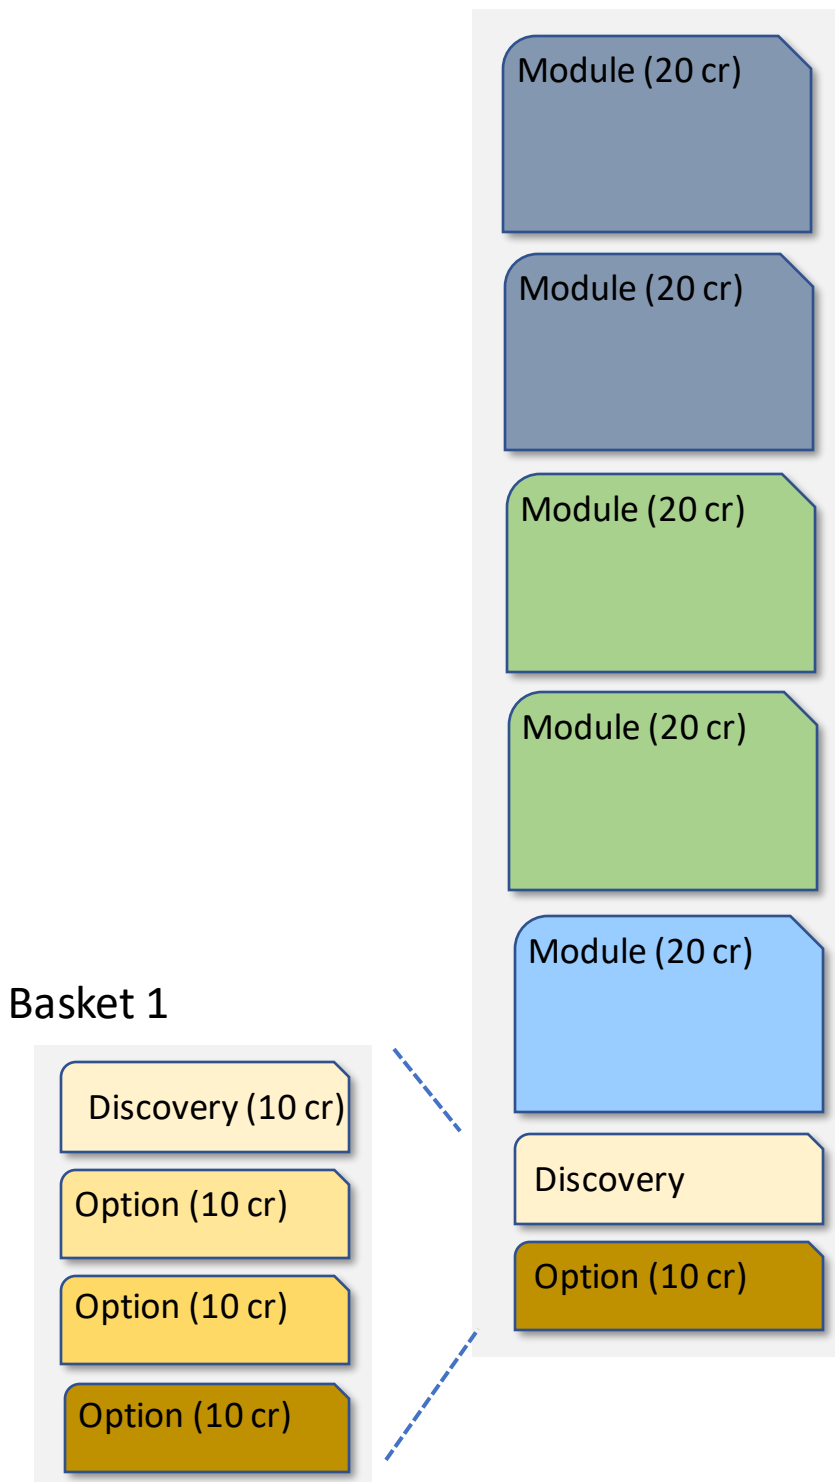 Module (20 cr)
Module (20 cr)
Module (20 cr)
Module (20 cr)
Module (20 cr)
Discovery
Option (10 cr)
Basket 1
Discovery (10 cr)
Option (10 cr)
Option (10 cr)
Option (10 cr)